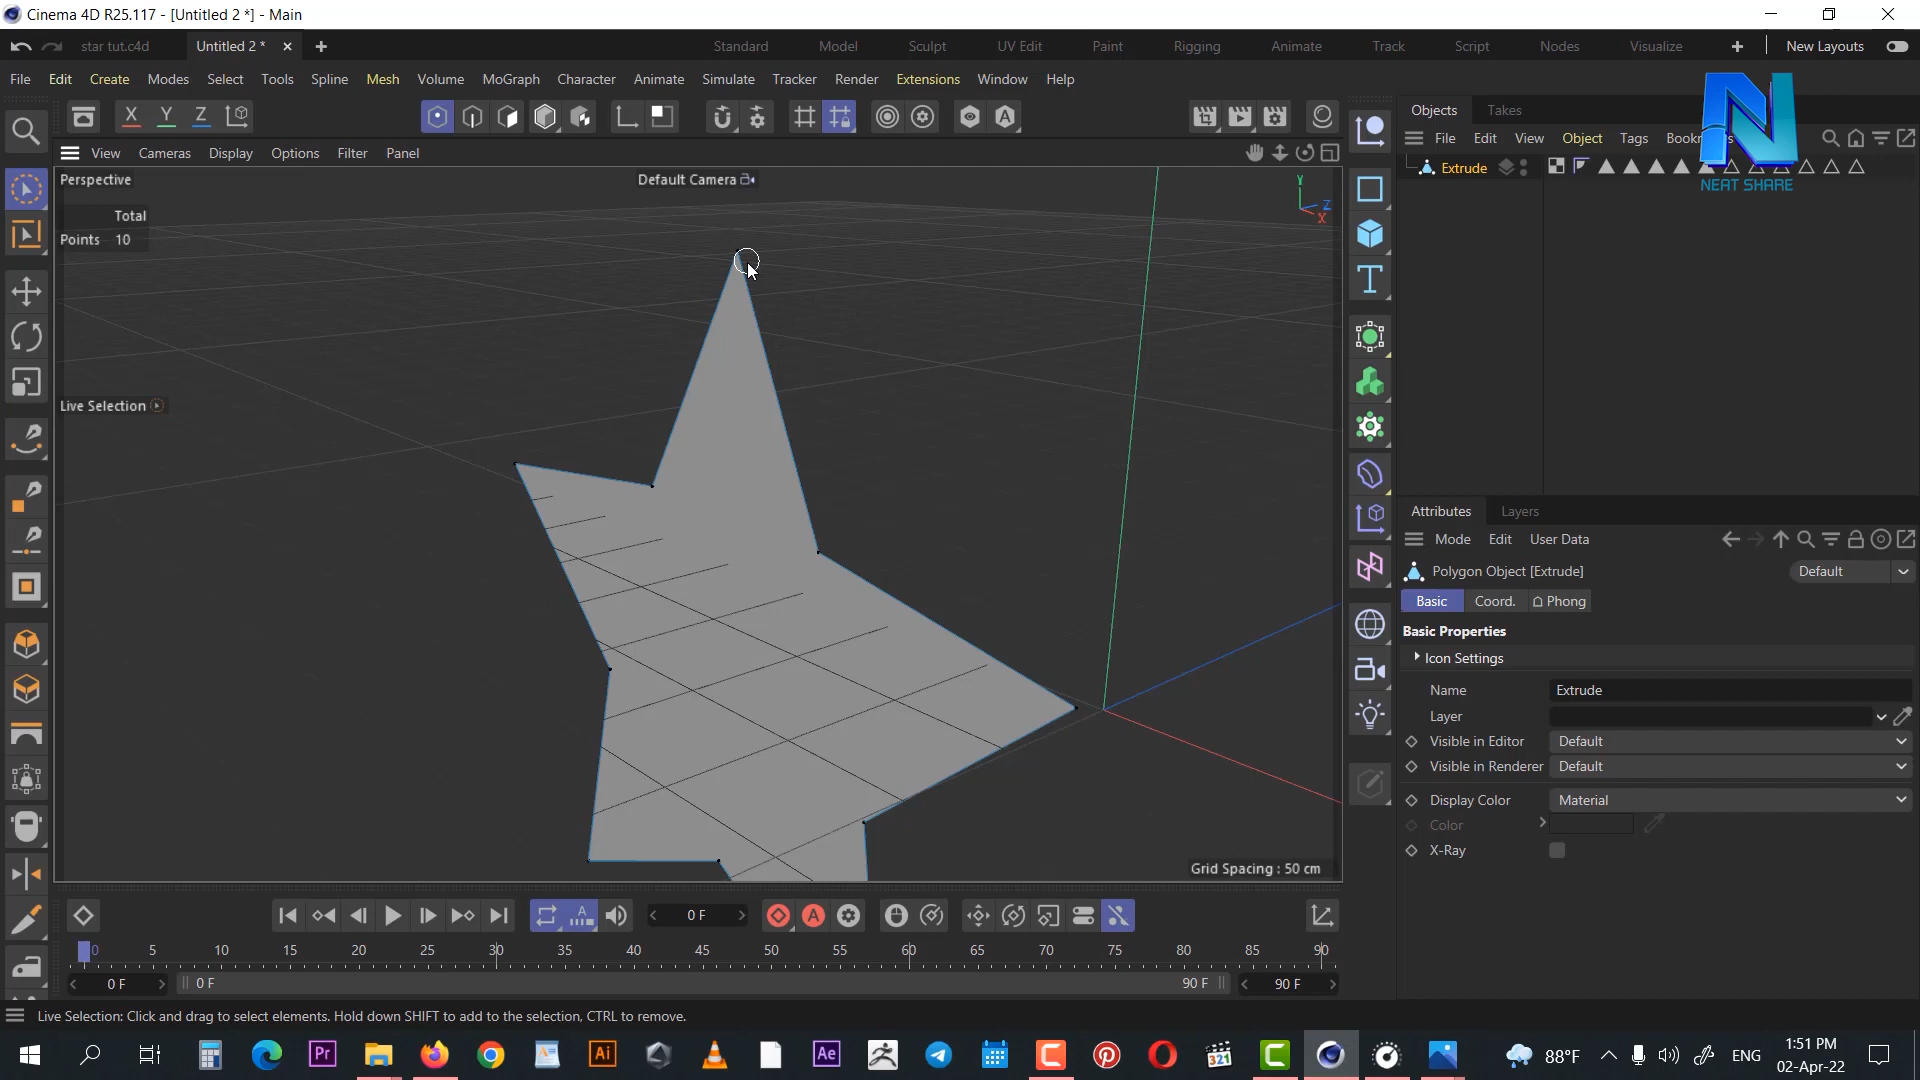 Cinema 4D R25.117 - [Untitled 2 *] - Main
star tut.c4d
Untitled 2 *
Standard
Model
Sculpt
UV Edit
Paint
Rigging
Animate
Track
Script
Nodes
Visualize
New Layouts
File
Edit
Create
Modes
Select
Tools
Spline
Mesh
Volume
MoGraph
Character
Animate
Simulate
Tracker
Render
Extensions
Window
Help
X
Y
Z
Objects
Takes
View
Cameras
Display
Options
Filter
Panel
File
Edit
View
Object
Tags
NEAT SHARE
Extrude
Perspective
Default Camera
Y
Z
X
Total
Points 10
Live Selection
Grid Spacing : 50 cm
Attributes
Layers
Mode
Edit
User Data
Polygon Object [Extrude]
Default
Basic
Coord.
Phong
Basic Properties
Icon Settings
Name
Extrude
Layer
Visible in Editor
Default
Visible in Renderer
Default
Display Color
Material
Color
X-Ray
0 F
0
5
10
15
20
25
30
35
40
45
50
55
60
65
70
75
80
85
90
0 F
0 F
90 F
90 F
Live Selection: Click and drag to select elements. Hold down SHIFT to add to the selection, CTRL to remove.
Pr
Ai
Ae
321
88°F
ENG
1:51 PM
02-Apr-22